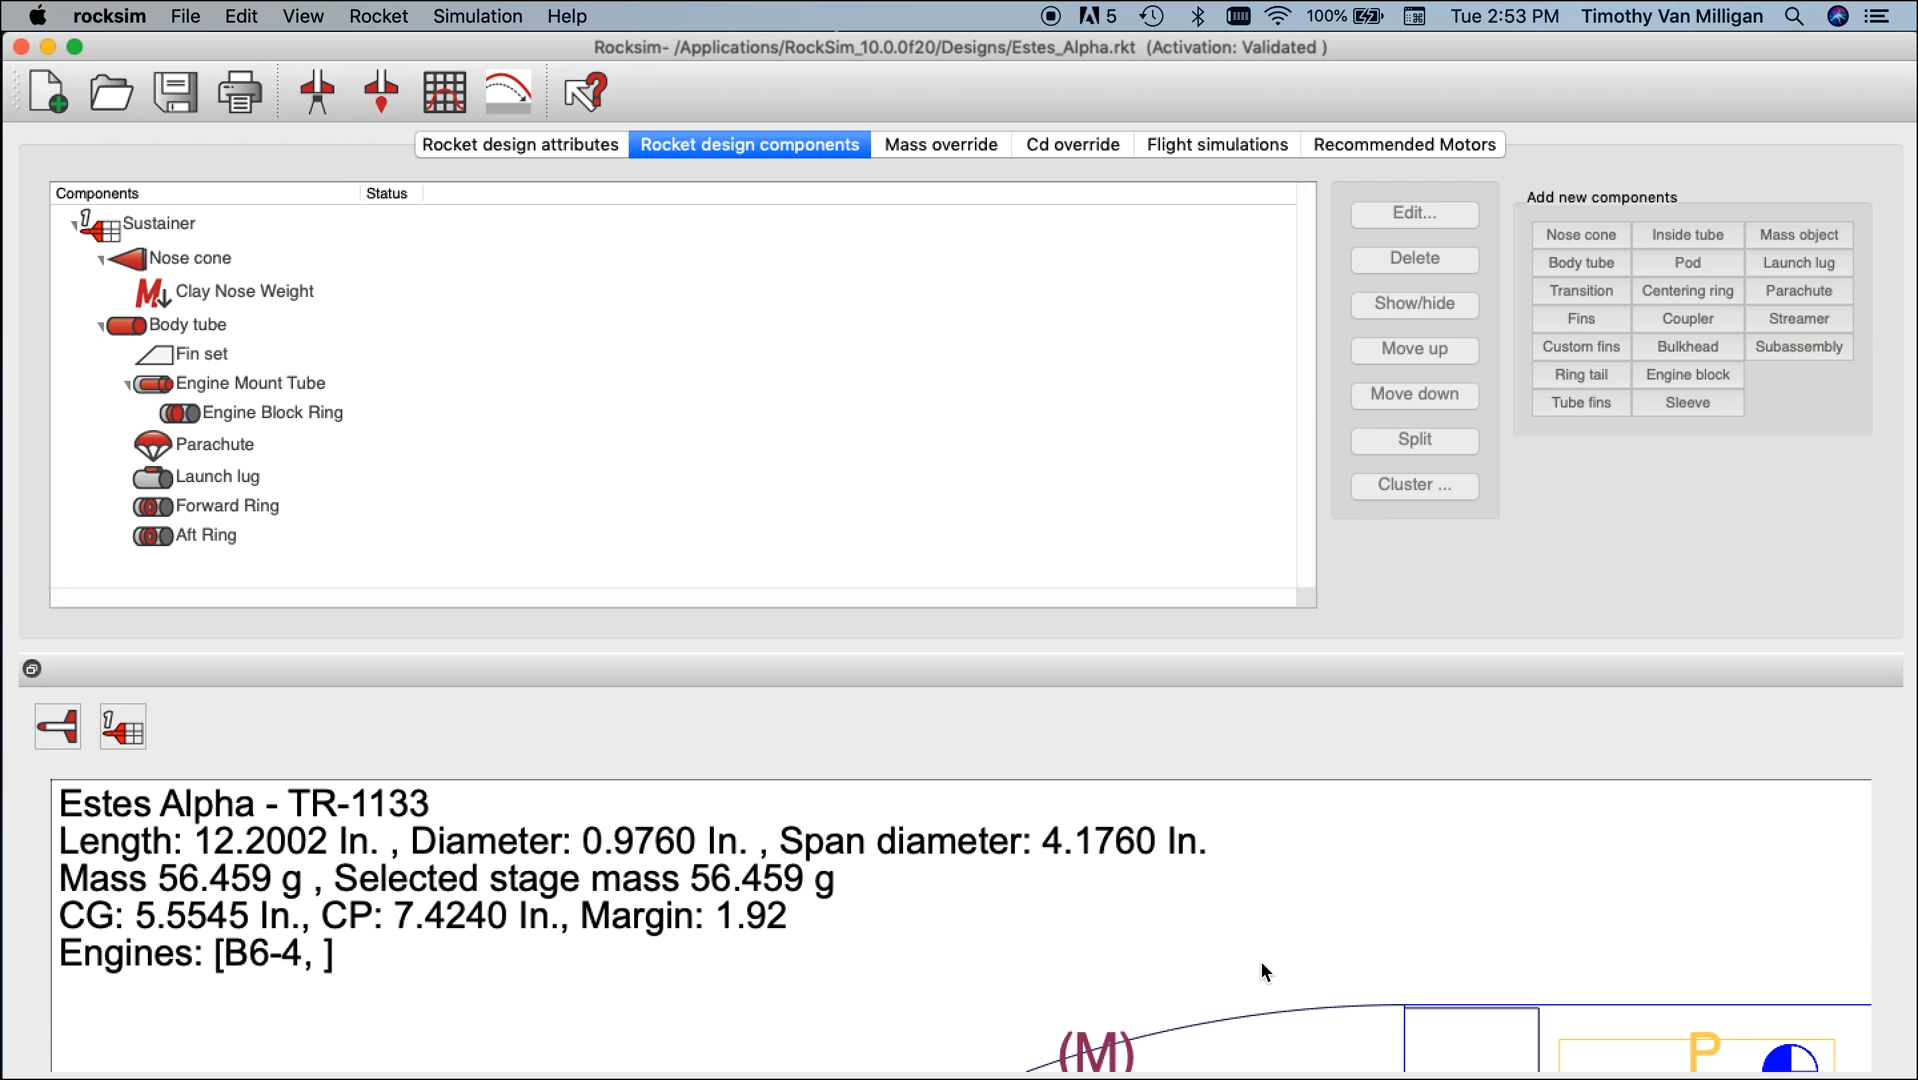 rocksim File Edit View Rocket Simulation Help 5 100% Tue 2:53 PM Timothy Van Milligan
Rocksim- /Applications/RockSim_10.0.0f20/Designs/Estes_Alpha.rkt (Activation: Validated )
Rocket design attributes Rocket design components Mass override Cd override Flight simulations Recommended Motors
Components Status
1 Sustainer
Nose cone
M Clay Nose Weight
Body tube
Fin set
Engine Mount Tube
Engine Block Ring
Parachute
Launch lug
Forward Ring
Aft Ring
Edit...
Delete
Show/hide
Move up
Move down
Split
Cluster ...
Add new components
Nose cone Inside tube Mass object
Body tube Pod Launch lug
Transition Centering ring Parachute
Fins Coupler Streamer
Custom fins Bulkhead Subassembly
Ring tail Engine block
Tube fins Sleeve
1
Estes Alpha - TR-1133
Length: 12.2002 In. , Diameter: 0.9760 In. , Span diameter: 4.1760 In.
Mass 56.459 g , Selected stage mass 56.459 g
CG: 5.5545 In., CP: 7.4240 In., Margin: 1.92
Engines: [B6-4, ]
(M) P